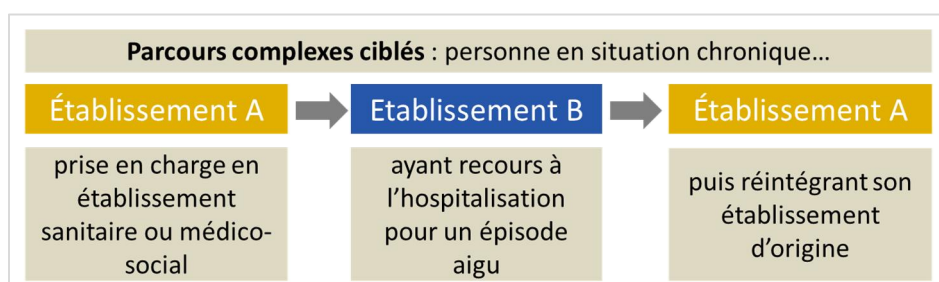 Parcours complexes ciblés : personne en situation chronique…
Établissement A
Etablissement B
Établissement A
prise en charge en
établissement
sanitaire ou médico-
social
ayant recours à
l’hospitalisation
pour un épisode
aigu
puis réintégrant son
établissement
d’origine